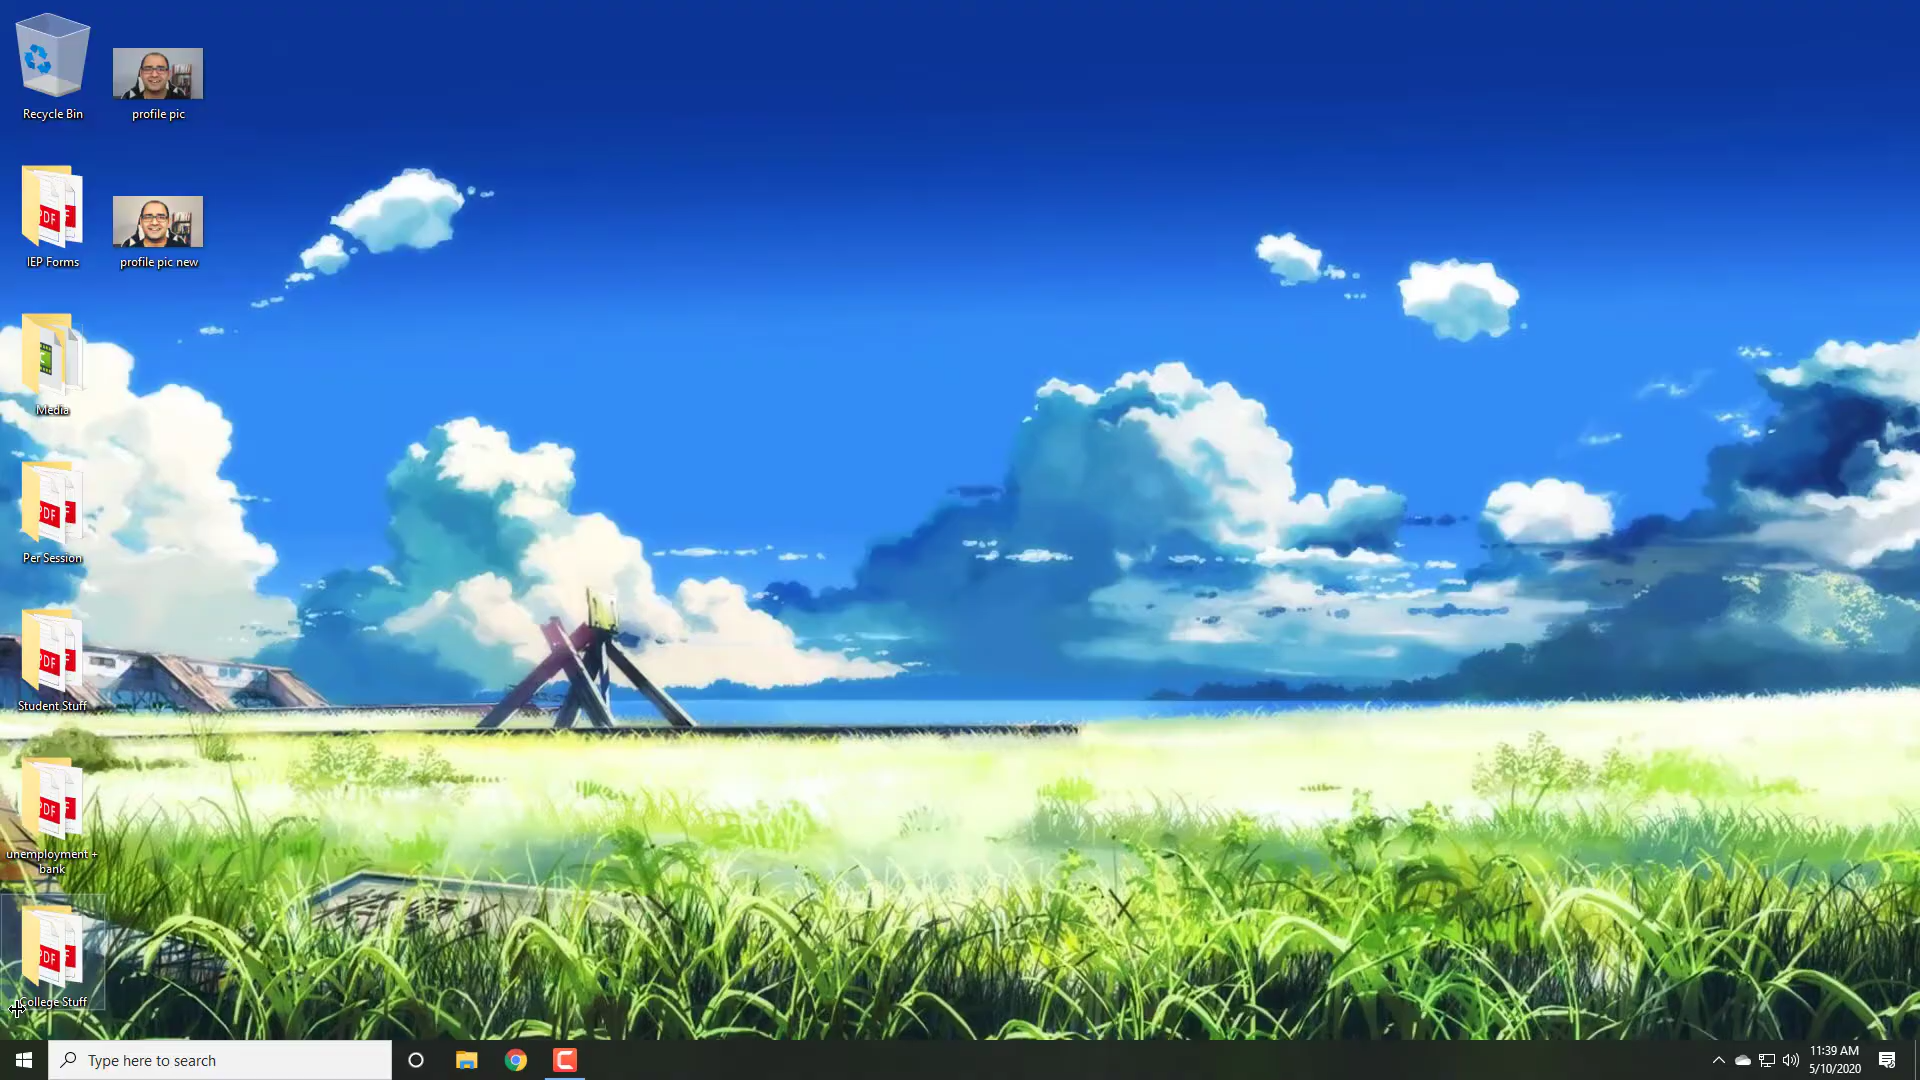 Recycle Bin
profile pic
IEP Forms
profile pic new
Media
Per Session
Student Stuff
unemployment +
bank
College Stuff
Type here to search
11:39 AM
5/10/2020